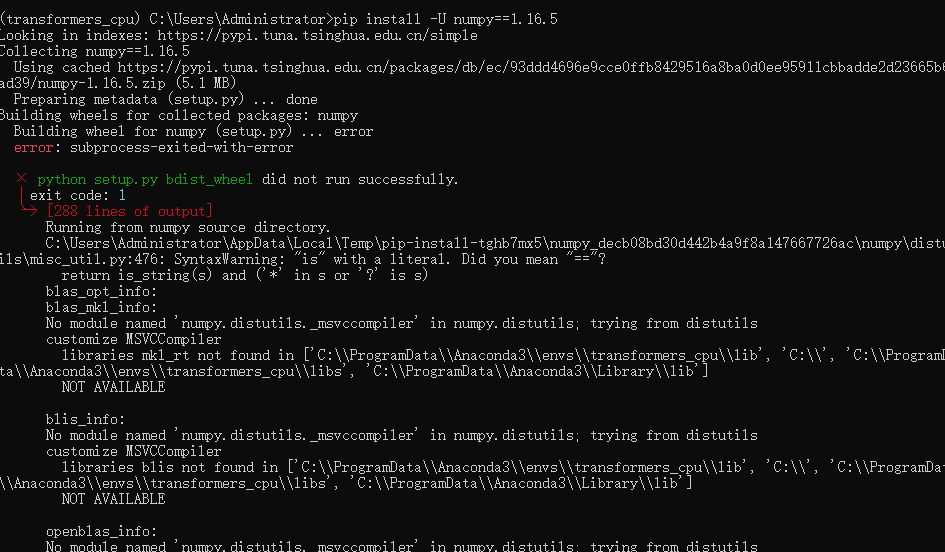 (transformers_cpu) C:\Users\Administrator>pip install -U numpy==1.16.5
Looking in indexes: https://pypi.tuna.tsinghua.edu.cn/simple
Collecting numpy==1.16.5
Using cached https://pypi.tuna.tsinghua.edu.cn/packages/db/ec/93ddd4696e9cce0ffb8429516a8ba0d0ee95911cbbadde2d23665b6
ad39/numpy-1.16.5.zip (5.1 MB)
Preparing metadata (setup.py) ... done
Building wheels for collected packages: numpy
Building wheel for numpy (setup.py) ... error
error: subprocess-exited-with-error
× python setup.py bdist_wheel did not run successfully.
exit code: 1
[288 lines of output]
Running from numpy source directory.
C:\Users\Administrator\AppData\Local\Temp\pip-install-tghb7mx5\numpy_decb08bd30d442b4a9f8a147667726ac\numpy\distu
ils\misc_util.py:476: SyntaxWarning: "is" with a literal. Did you mean "=="?
return is_string(s) and ('*' in s or '?' is s)
blas_opt_info:
blas_mkl_info:
No module named 'numpy.distutils._msvccompiler' in numpy.distutils; trying from distutils
customize MSVCCompiler
libraries mkl_rt not found in ['C:\\ProgramData\\Anaconda3\\envs\\transformers_cpu\\lib', 'C:\\', 'C:\\ProgramD
ta\\Anaconda3\\envs\\transformers_cpu\\libs', 'C:\\ProgramData\\Anaconda3\\Library\\lib']
NOT AVAILABLE
blis_info:
No module named 'numpy.distutils._msvccompiler' in numpy.distutils; trying from distutils
customize MSVCCompiler
libraries blis not found in ['C:\\ProgramData\\Anaconda3\\envs\\transformers_cpu\\lib', 'C:\\', 'C:\\ProgramDa
\\Anaconda3\\envs\\transformers_cpu\\libs', 'C:\\ProgramData\\Anaconda3\\Library\\lib']
NOT AVAILABLE
openblas_info:
No module named 'numpy.distutils._msvccompiler' in numpy.distutils; trying from distutils